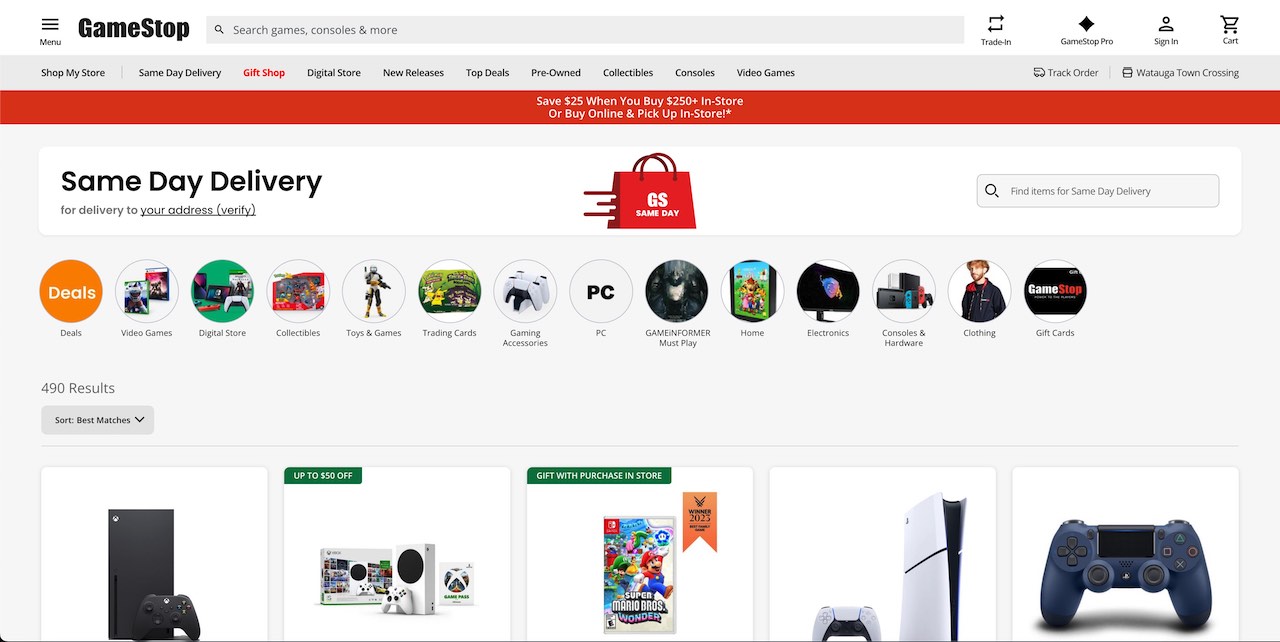 GameStop
Search games, consoles & more
Menu
Trade-In
GameStop Pro
Sign In
Cart
Shop My Store
Same Day Delivery
Gift Shop
Digital Store
New Releases
Top Deals
Pre-Owned
Collectibles
Consoles
Video Games
Track Order
Watauga Town Crossing
Save $25 When You Buy $250+ In-Store
Or Buy Online & Pick Up In-Store!*
Same Day Delivery
for delivery to your address (verify)
GS
SAME DAY
Find items for Same Day Delivery
Deals
PC
GameStop
Deals
Video Games
Digital Store
Collectibles
Toys & Games
Trading Cards
Gaming
Accessories
PC
GAMEiNFORMER
Must Play
Home
Electronics
Consoles &
Hardware
Clothing
Gift Cards
490 Results
Sort: Best Matches
UP TO $50 OFF
GIFT WITH PURCHASE IN STORE
WINNER
2023
XBOX
GAME PASS
SUPER
MARIO BROS.
WONDER